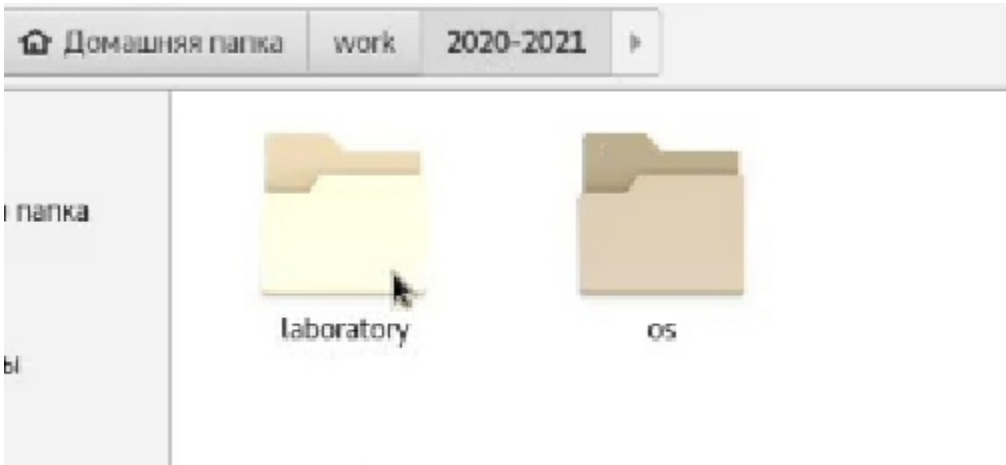 Домашняя папка work 2020-2021
папка
ы
laboratory os